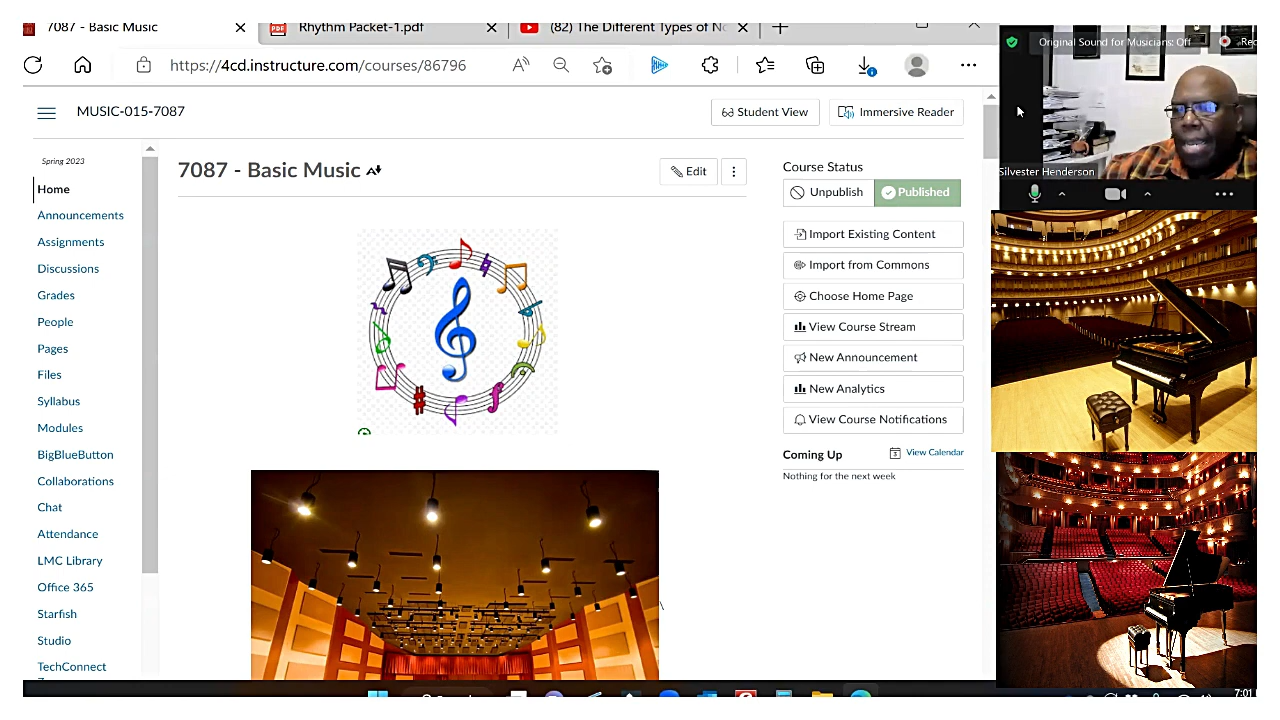 7087 - Basic Music
Rhythm Packet-1.pdf
(82) The Different Types of No
https://4cd.instructure.com/courses/86796
Original Sound for Musicians: Off
Rec
MUSIC-015-7087
Student View
Immersive Reader
Spring 2023
Home
Announcements
Assignments
Discussions
Grades
People
Pages
Files
Syllabus
Modules
BigBlueButton
Collaborations
Chat
Attendance
LMC Library
Office 365
Starfish
Studio
TechConnect
7087 - Basic Music
Edit
Course Status
Unpublish
Published
Import Existing Content
Import from Commons
Choose Home Page
View Course Stream
New Announcement
New Analytics
View Course Notifications
Coming Up
View Calendar
Nothing for the next week
Silvester Henderson
7:01